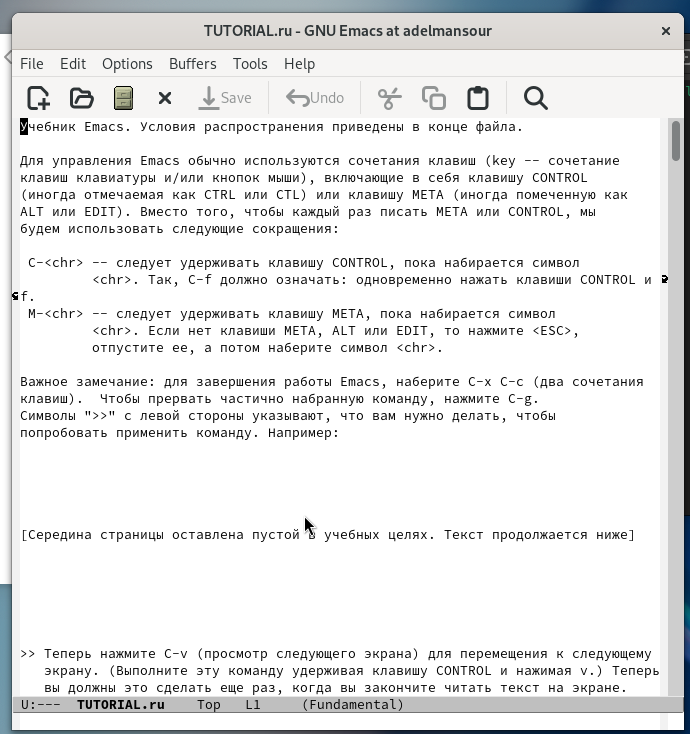 TUTORIAL.ru - GNU Emacs at adelmansour
File Edit Options Buffers Tools Help
Save Undo
Учебник Emacs. Условия распространения приведены в конце файла.
Для управления Emacs обычно используются сочетания клавиш (key -- сочетание
клавиш клавиатуры и/или кнопок мыши), включающие в себя клавишу CONTROL
(иногда отмечаемая как CTRL или CTL) или клавишу META (иногда помеченную как
ALT или EDIT). Вместо того, чтобы каждый раз писать META или CONTROL, мы
будем использовать следующие сокращения:
C-<chr> -- следует удерживать клавишу CONTROL, пока набирается символ
<chr>. Так, C-f должно означать: одновременно нажать клавиши CONTROL и
f.
M-<chr> -- следует удерживать клавишу META, пока набирается символ
<chr>. Если нет клавиши META, ALT или EDIT, то нажмите <ESC>,
отпустите ее, а потом наберите символ <chr>.
Важное замечание: для завершения работы Emacs, наберите C-x C-c (два сочетания
клавиш).  Чтобы прервать частично набранную команду, нажмите C-g.
Символы ">>" с левой стороны указывают, что вам нужно делать, чтобы
попробовать применить команду. Например:
[Середина страницы оставлена пустой в учебных целях. Текст продолжается ниже]
>> Теперь нажмите C-v (просмотр следующего экрана) для перемещения к следующему
экрану. (Выполните эту команду удерживая клавишу CONTROL и нажимая v.) Теперь
вы должны это сделать еще раз, когда вы закончите читать текст на экране.
U:--- TUTORIAL.ru Top L1 (Fundamental)